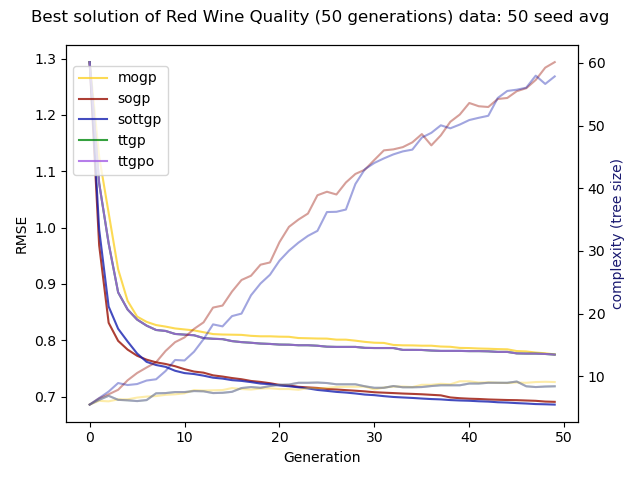 Best solution of Red Wine Quality (50 generations) data: 50 seed avg
mogp
sogp
sottgp
ttgp
ttgpo
RMSE
1.3
1.2
1.1
1.0
0.9
0.8
0.7
60
50
40
30
20
10
complexity (tree size)
0
10
20
30
40
50
Generation